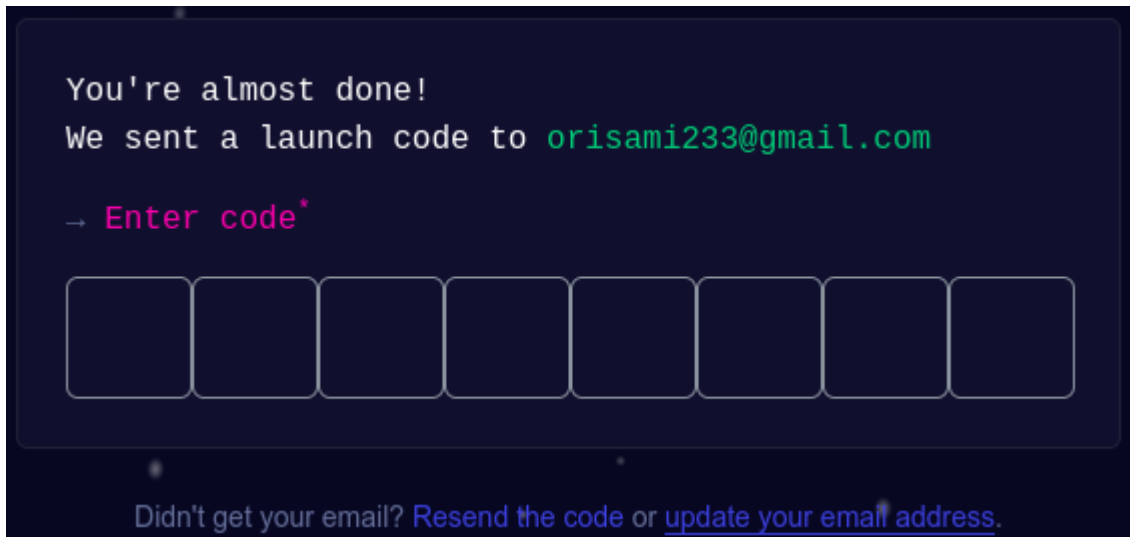 You're almost done!
We sent a launch code to orisami233@gmail.com
→ Enter code*
Didn't get your email? Resend the code or update your email address.